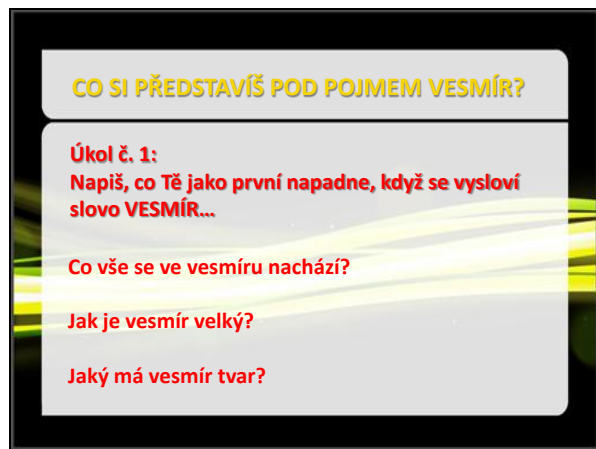 CO SI PŘEDSTAVÍŠ POD POJMEM VESMÍR?
Úkol č. 1:
Napiš, co Tě jako první napadne, když se vysloví
slovo VESMÍR…
Co vše se ve vesmíru nachází?
Jak je vesmír velký?
Jaký má vesmír tvar?